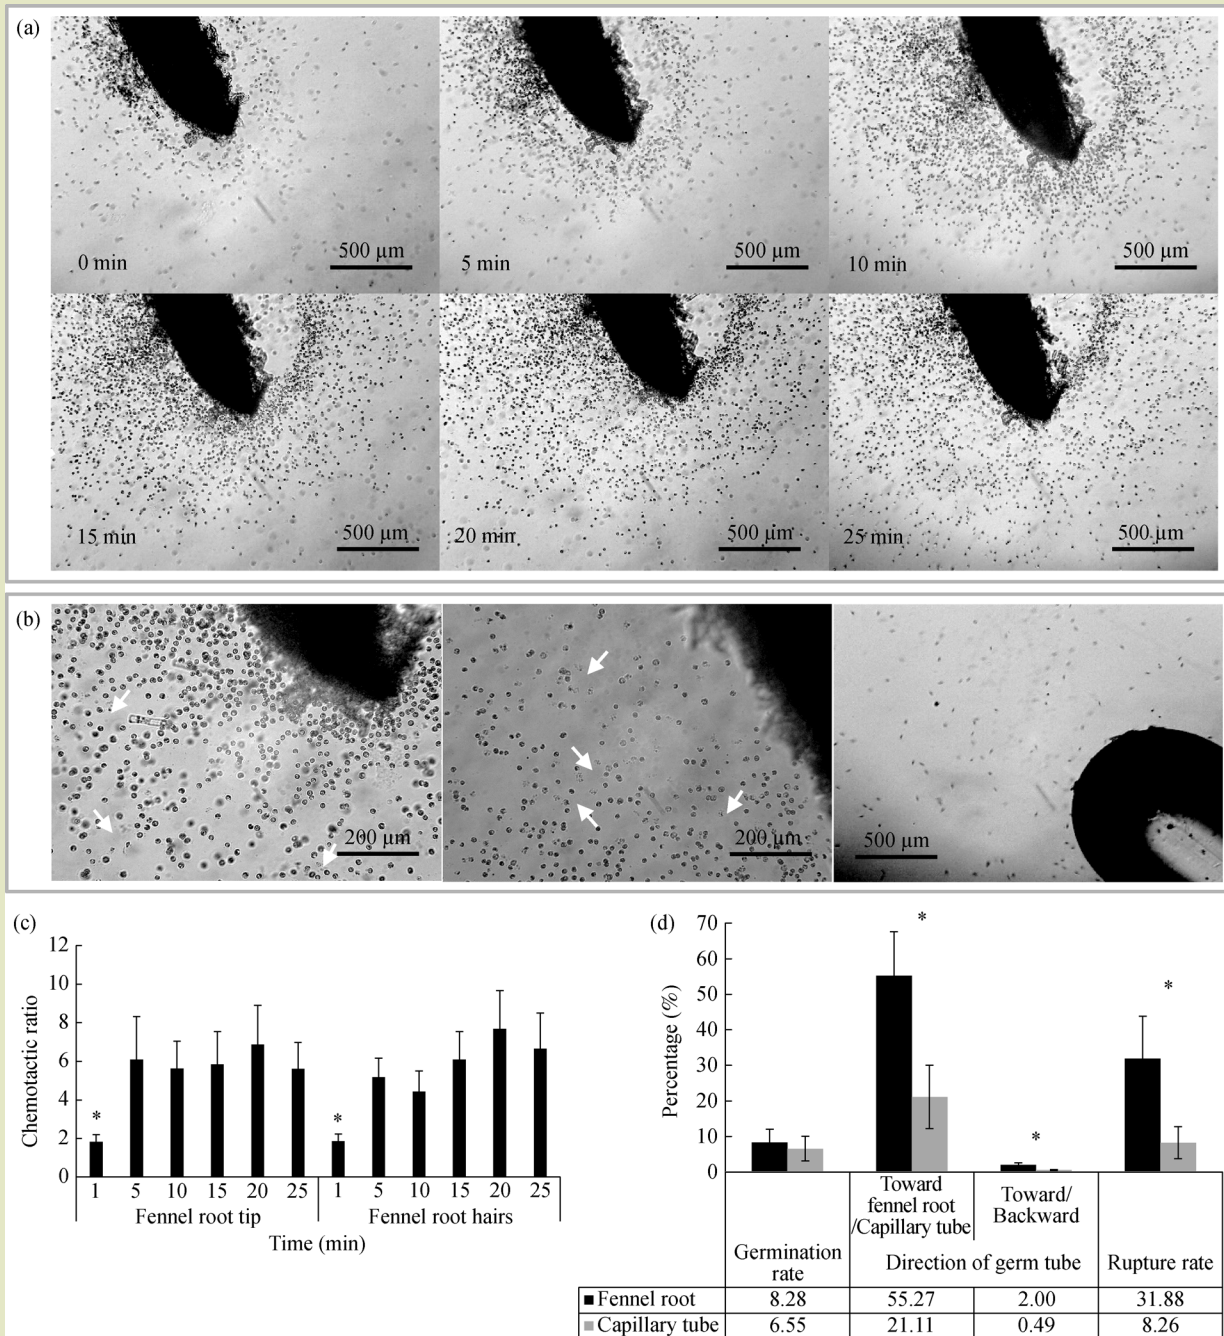 (a)
0 min
500 µm
5 min
500 µm
10 min
500 µm
15 min
500 µm
20 min
500 µm
25 min
500 µm
(b)
200 µm
200 µm
500 µm
(c)
Chemotactic ratio
12
10
8
6
4
2
0
*
*
1 5 10 15 20 25 1 5 10 15 20 25
Fennel root tip Fennel root hairs
Time (min)
(d)
Percentage (%)
70
60
50
40
30
20
10
0
*
*
*
Germination
rate
Toward
fennel root
/Capillary tube
Toward/
Backward
Direction of germ tube
Rupture rate
Fennel root 8.28 55.27 2.00 31.88
Capillary tube 6.55 21.11 0.49 8.26